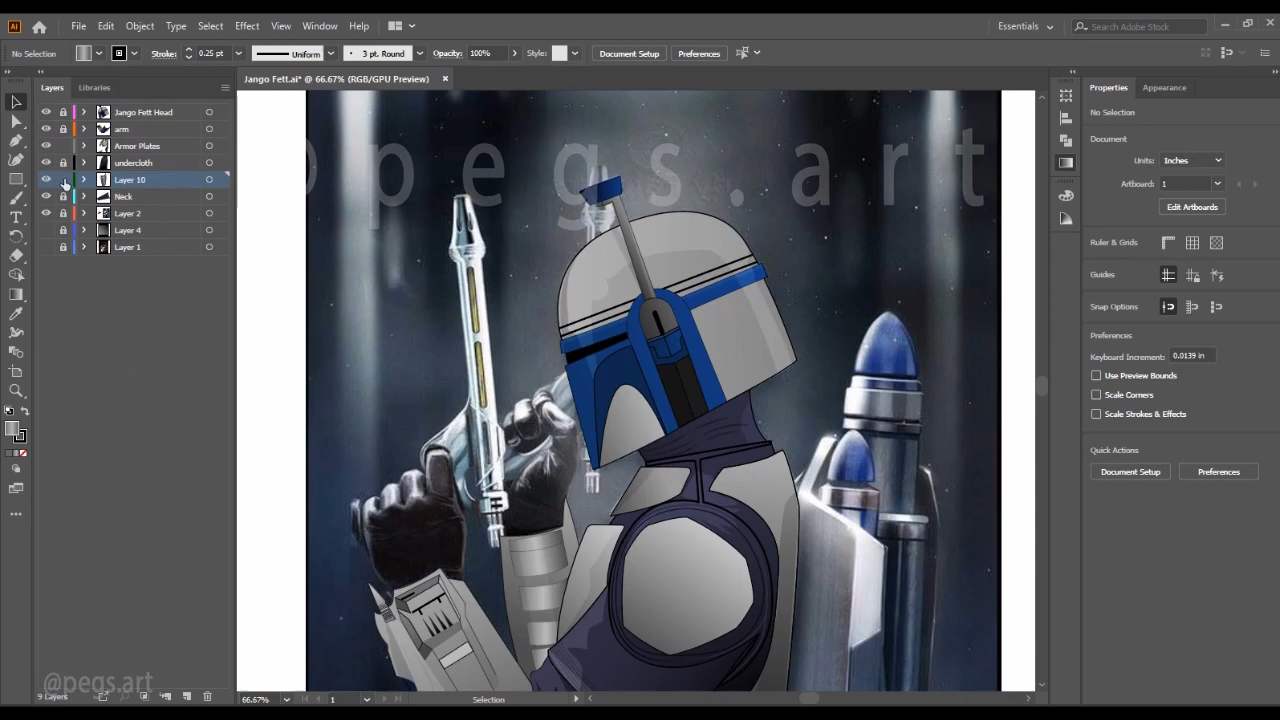 Ai File Edit Object Type Select Effect View Window Help Essentials Search Adobe Stock
No Selection Stroke: 0.25 pt Uniform 3 pt. Round Opacity: 100% Style: Document Setup Preferences
Layers Libraries Jango Fett.ai* @ 66.67% (RGB/GPU Preview) Properties Appearance
Jango Fett Head
arm
Armor Plates
undercloth
Layer 10
Neck
Layer 2
Layer 4
Layer 1
@pegs.art
No Selection
Document
Units: Inches
Artboard: 1
Edit Artboards
Ruler & Grids
Guides
Snap Options
Preferences
Keyboard Increment: 0.0139 in
Use Preview Bounds
Scale Corners
Scale Strokes & Effects
Quick Actions
Document Setup Preferences
@pegs.art
9 Layers 66.67% 1 Selection